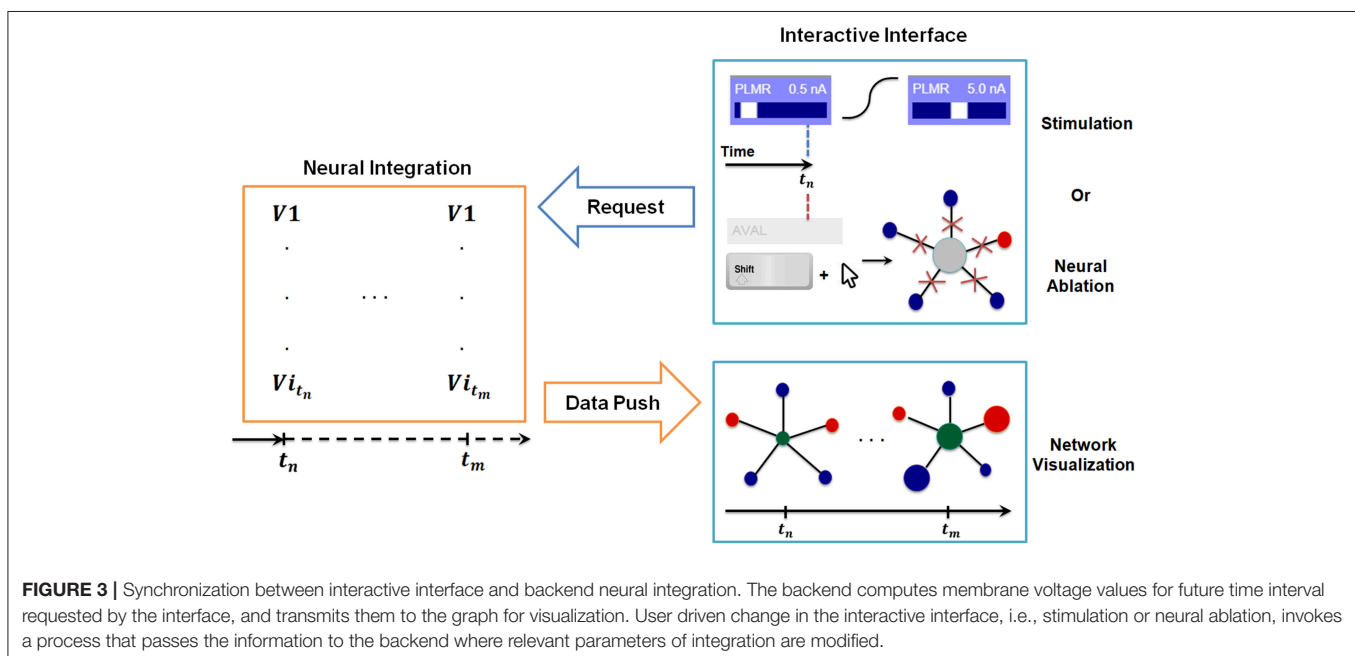 Interactive Interface
PLMR 0.5 nA
PLMR 5.0 nA
Stimulation
Time
t_n
Or
AVAL
Shift
+
Neural
Ablation
Neural Integration
V1 V1
. .
. ... .
. .
Vi_{t_n} Vi_{t_m}
t_n t_m
Request
Data Push
...
t_n t_m
Network
Visualization
FIGURE 3 | Synchronization between interactive interface and backend neural integration. The backend computes membrane voltage values for future time interval
requested by the interface, and transmits them to the graph for visualization. User driven change in the interactive interface, i.e., stimulation or neural ablation, invokes
a process that passes the information to the backend where relevant parameters of integration are modified.